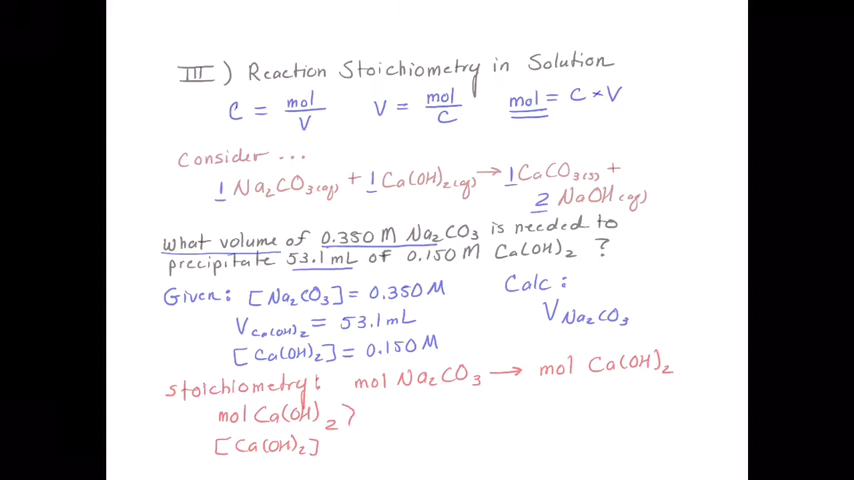 III) Reaction Stoichiometry in Solution
C = mol/V V = mol/C mol = C × V
Consider ...
1 Na₂CO₃(aq) + 1 Ca(OH)₂(aq) → 1 CaCO₃(s) +
2 NaOH(aq)
What volume of 0.350 M Na₂CO₃ is needed to
precipitate 53.1 mL of 0.150 M Ca(OH)₂ ?
Given: [Na₂CO₃] = 0.350 M Calc:
V Ca(OH)₂ = 53.1 mL V Na₂CO₃
[Ca(OH)₂] = 0.150 M
stoichiometry: mol Na₂CO₃ → mol Ca(OH)₂
mol Ca(OH)₂ >
[Ca(OH)₂]